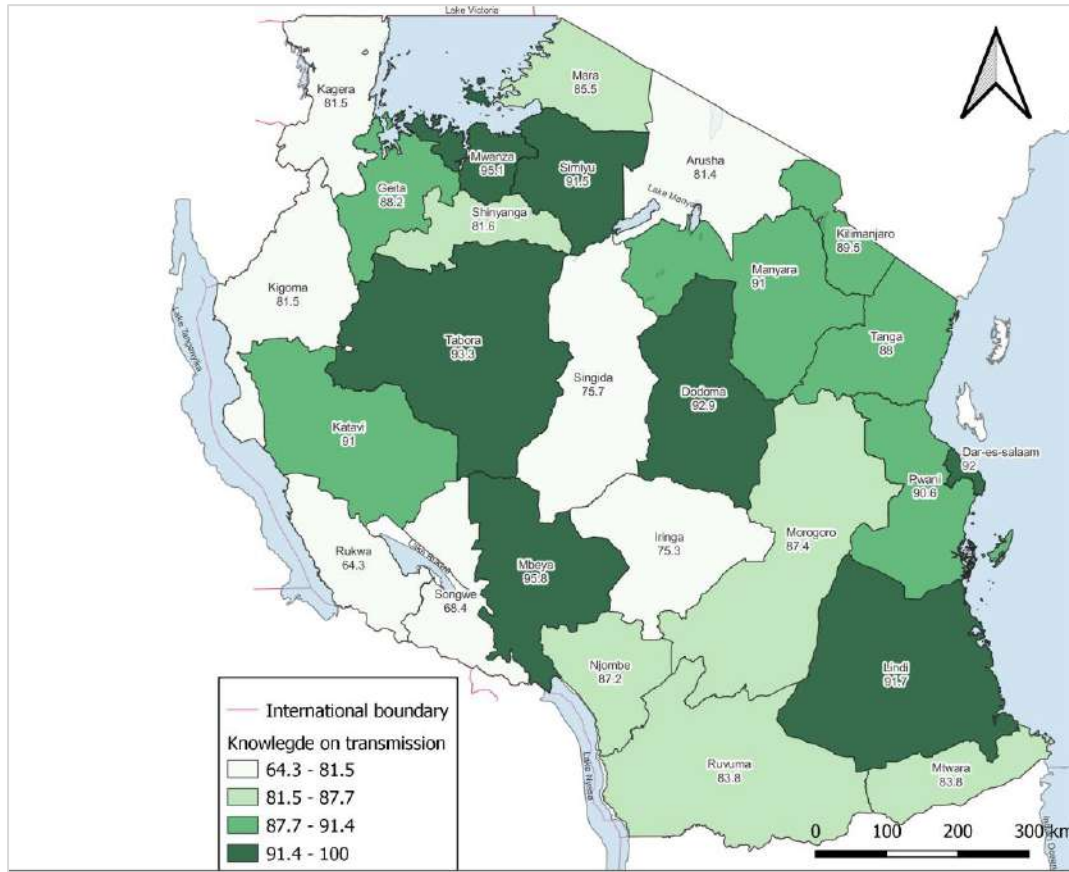 Lake Victoria
Mara
85.5
Kagera
81.5
Mwanza
95.1
Simiyu
91.5
Arusha
81.4
Geita
88.2
Lake Manya
Shinyanga
81.6
Kilimanjaro
89.5
Manyara
91
Kigoma
81.5
Lake Tanganyika
Tabora
93.3
Tanga
88
Singida
75.7
Dodoma
92.9
Katavi
91
Dar-es-salaam
92
Pwani
90.6
Rukwa
64.3
Mbeya
95.8
Iringa
75.3
Morogoro
87.4
Songwe
68.4
Njombe
87.2
Lindi
91.7
Ruvuma
83.8
Mtwara
83.8
International boundary
Knowlegde on transmission
64.3 - 81.5
81.5 - 87.7
87.7 - 91.4
91.4 - 100
0 100 200 300 km